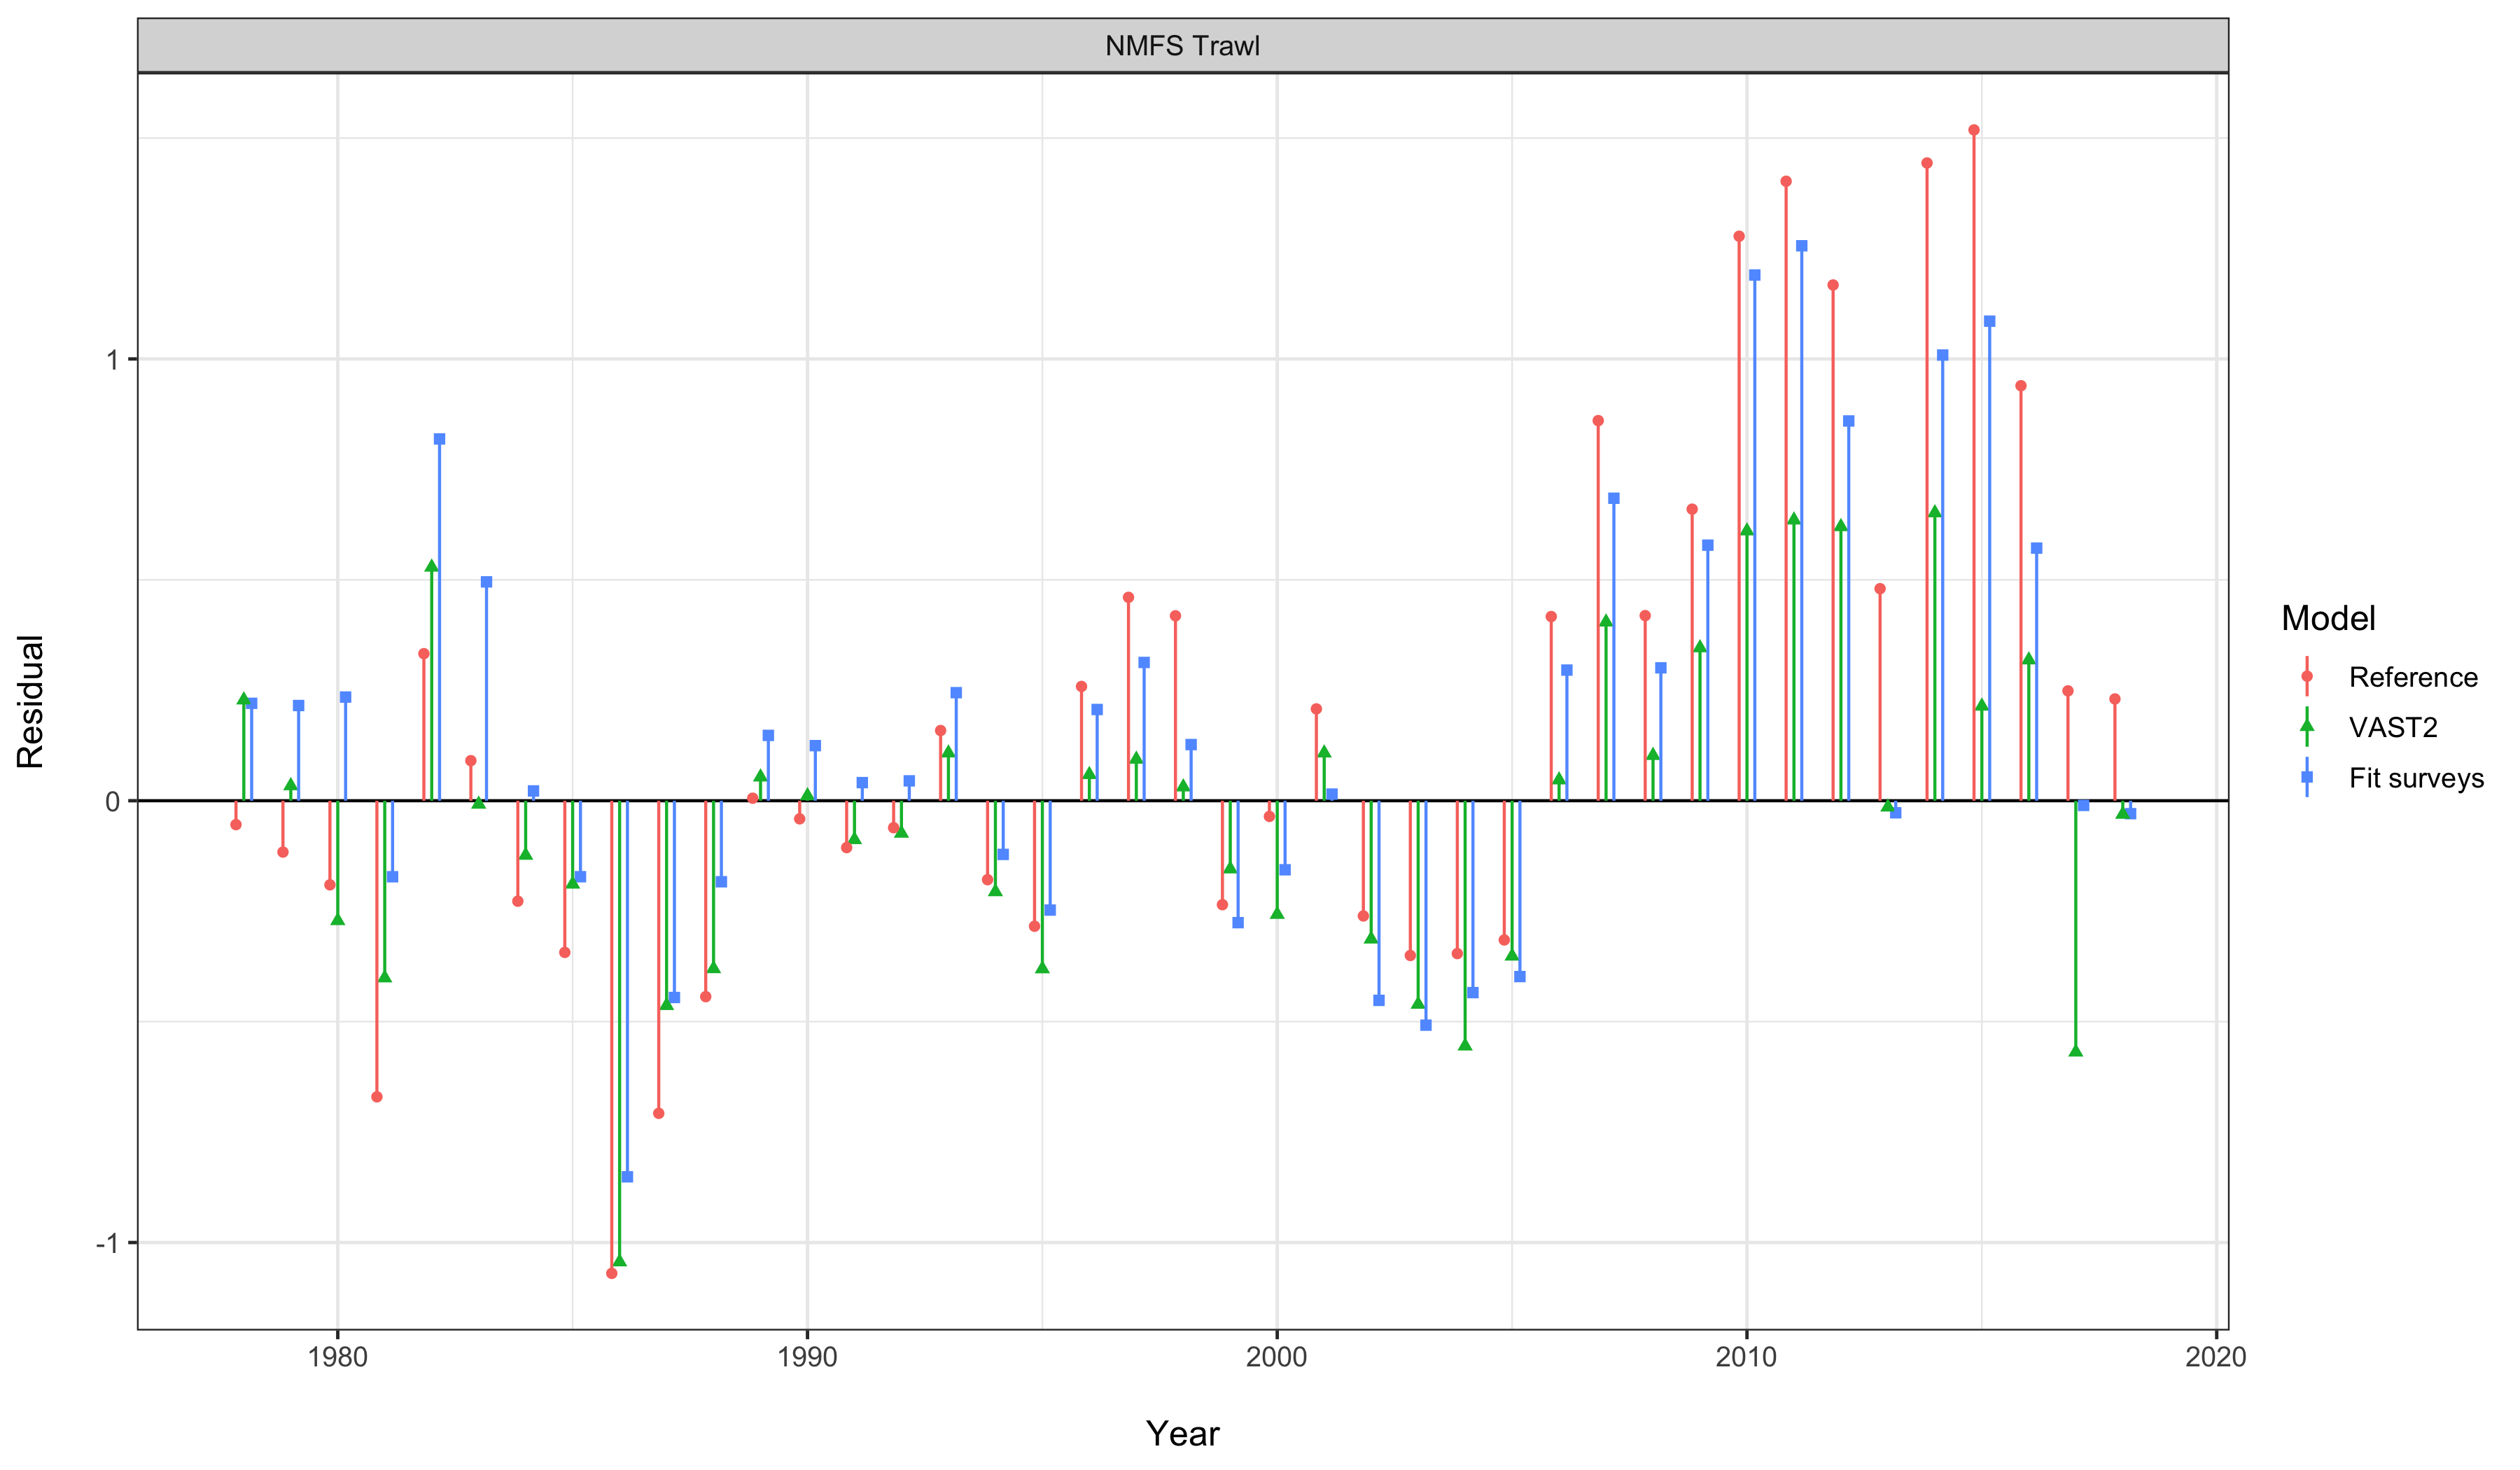 NMFS Trawl
Residual
1
0
-1
1980
1990
2000
2010
2020
Year
Model
Reference
VAST2
Fit surveys